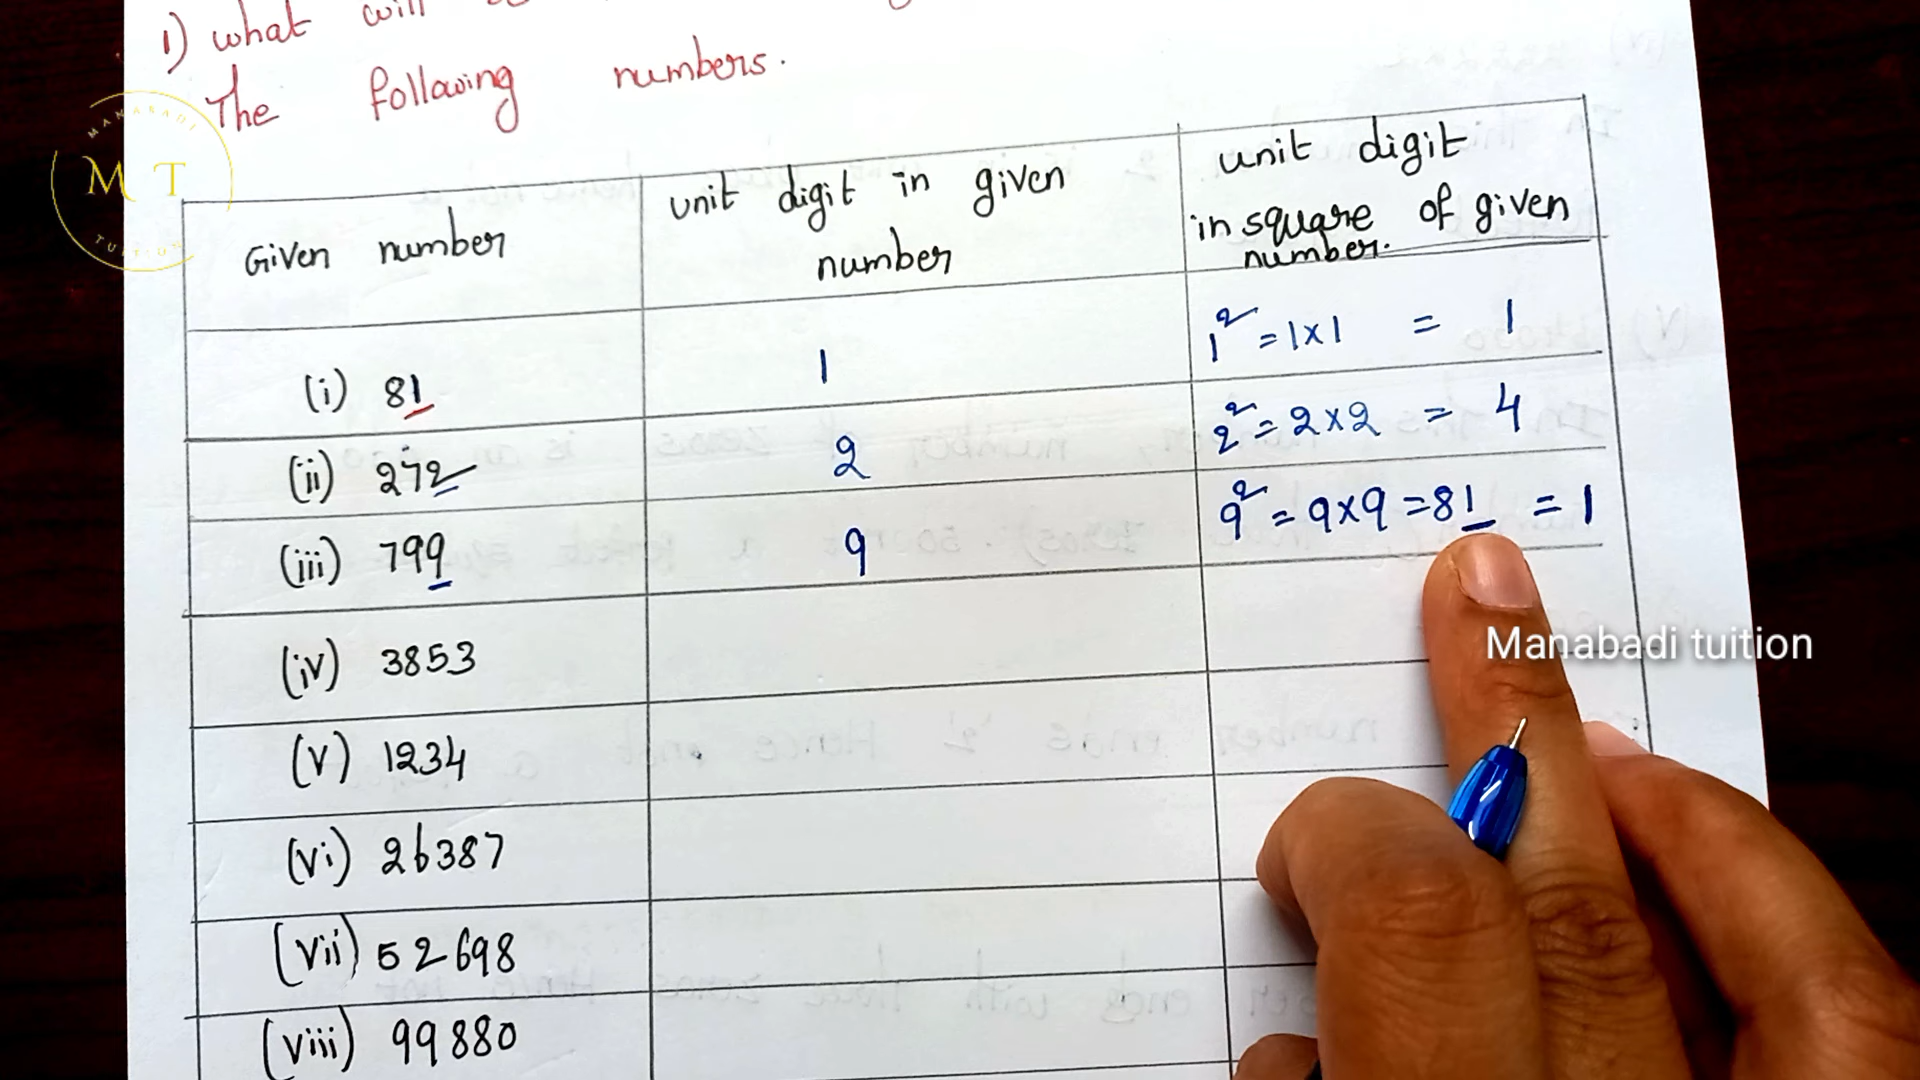 1) what will
The following numbers.
MANABADI
M T
TUITION
Given number
unit digit in given number
unit digit in square of given number.
(i) 81
1
1² = 1x1 = 1
(ii) 272
2
2² = 2x2 = 4
(iii) 799
9
9² = 9x9 = 81 = 1
(iv) 3853
Manabadi tuition
(v) 1234
(vi) 26387
(vii) 52698
(viii) 99880